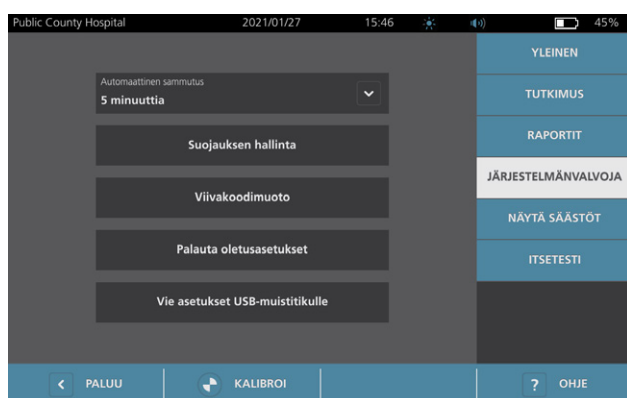 Public County Hospital 2021/01/27 15:46 45%
Automaattinen sammutus
5 minuuttia
Suojauksen hallinta
Viivakoodimuoto
Palauta oletusasetukset
Vie asetukset USB-muistitikulle
YLEINEN
TUTKIMUS
RAPORTIT
JÄRJESTELMÄNVALVOJA
NÄYTÄ SÄÄSTÖT
ITSETESTI
PALUU KALIBROI ? OHJE